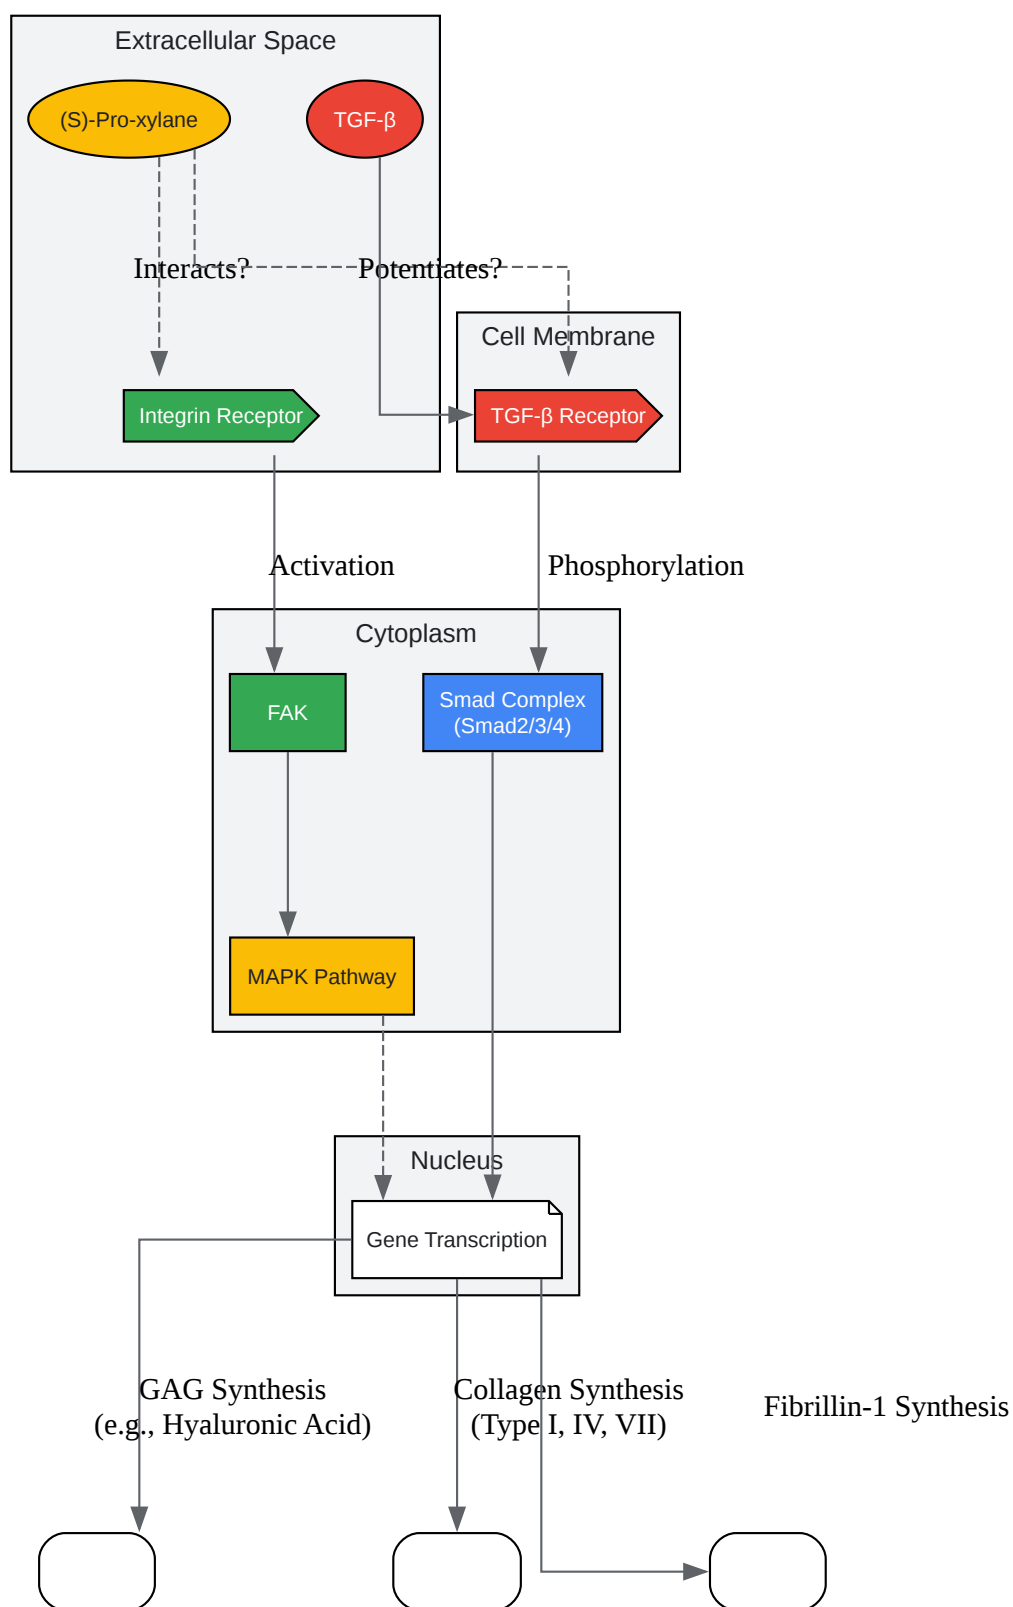 Extracellular Space
(S)-Pro-xylane
TGF-β
Interacts?
Potentiates?
Cell Membrane
Integrin Receptor
TGF-β Receptor
Activation
Phosphorylation
Cytoplasm
FAK
Smad Complex
(Smad2/3/4)
MAPK Pathway
Nucleus
Gene Transcription
GAG Synthesis
(e.g., Hyaluronic Acid)
Collagen Synthesis
(Type I, IV, VII)
Fibrillin-1 Synthesis